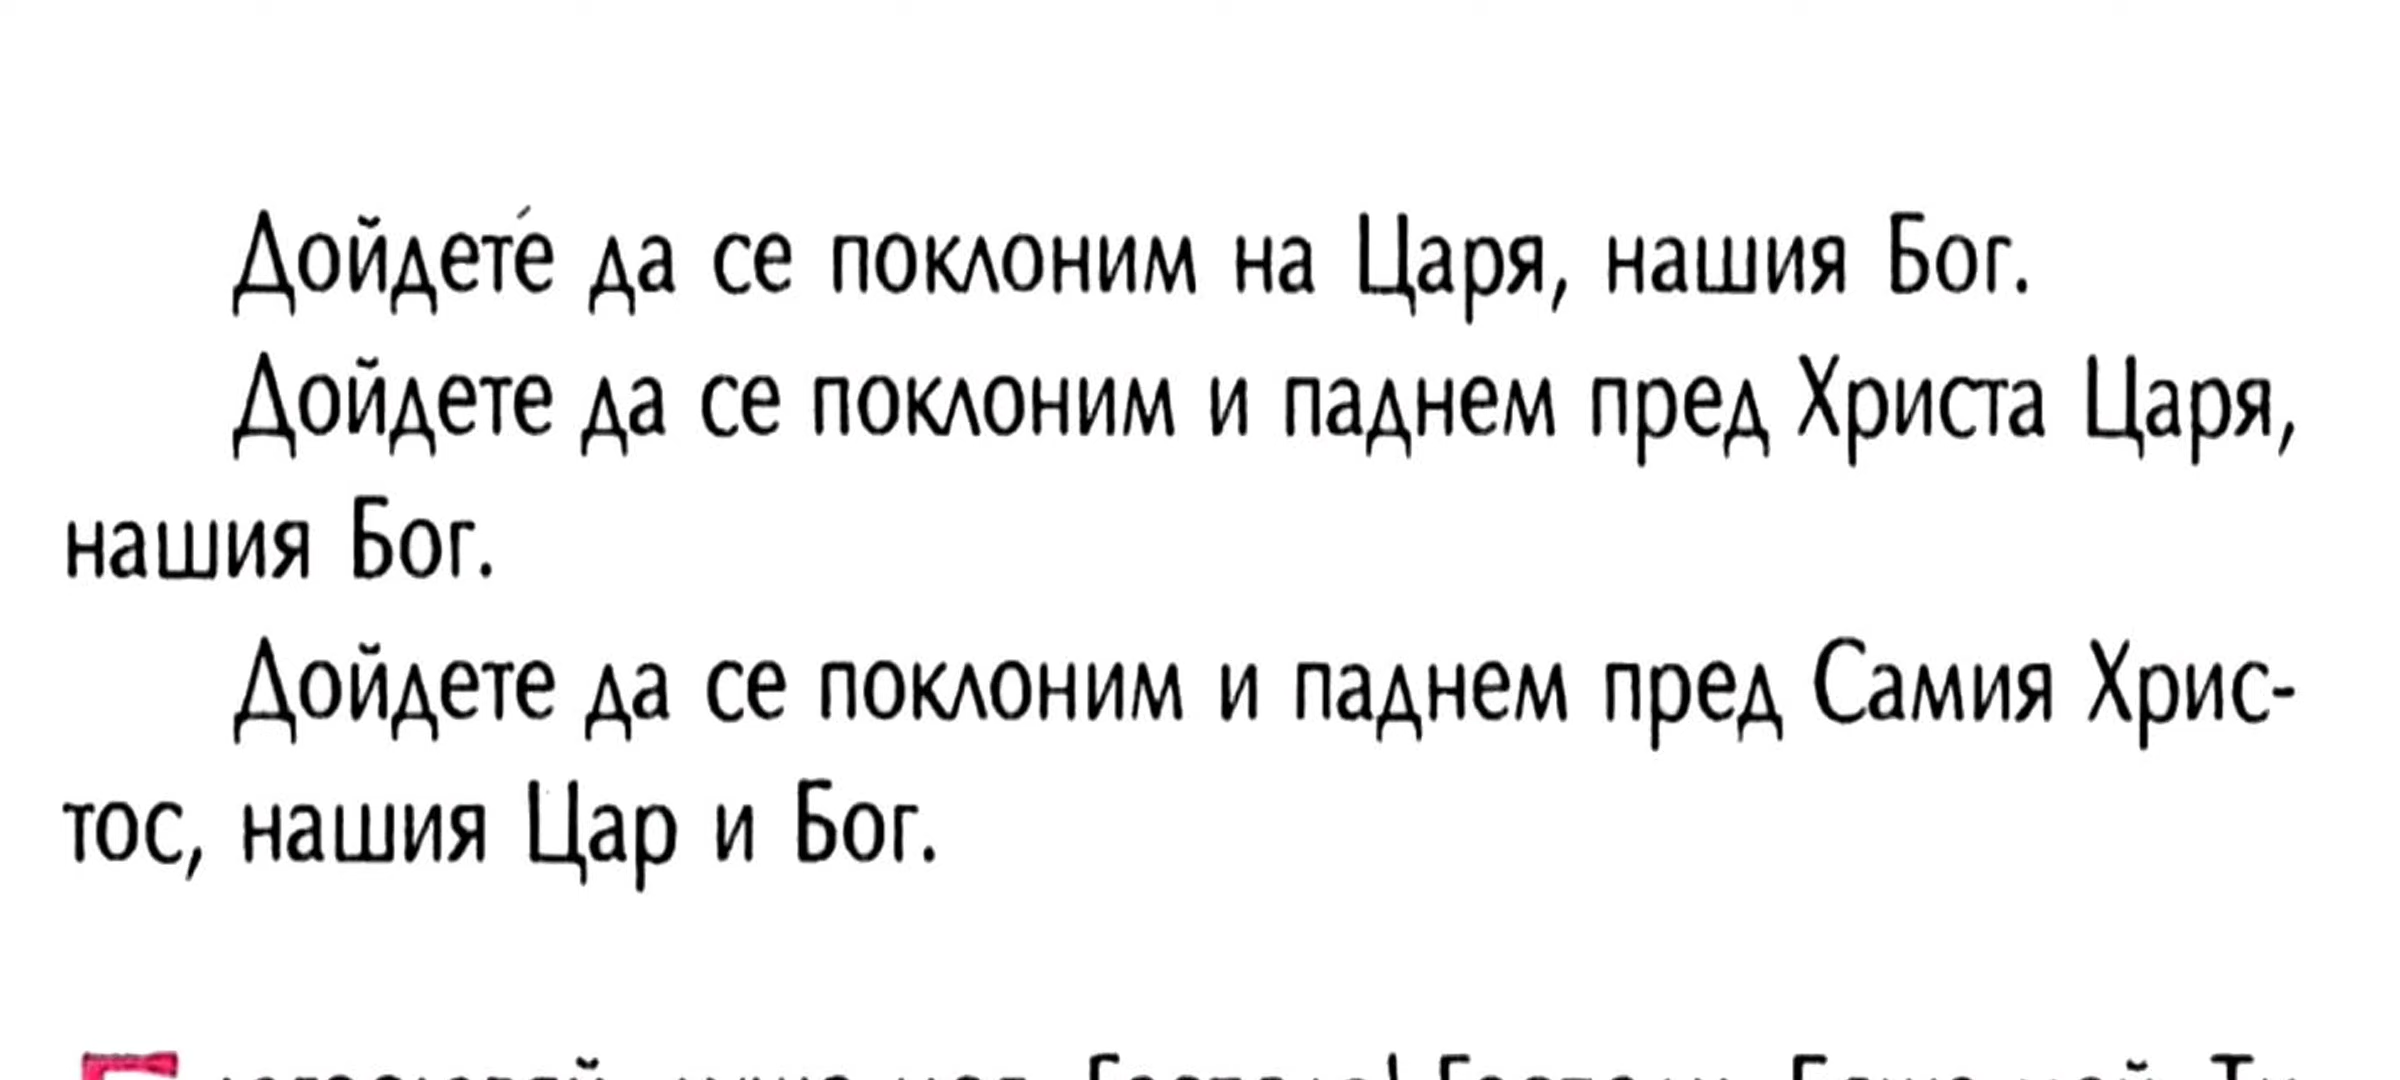 Дойдете́ да се поклоним на Царя, нашия Бог.
Дойдете да се поклоним и паднем пред Христа Царя,
нашия Бог.
Дойдете да се поклоним и паднем пред Самия Хрис-
тос, нашия Цар и Бог.